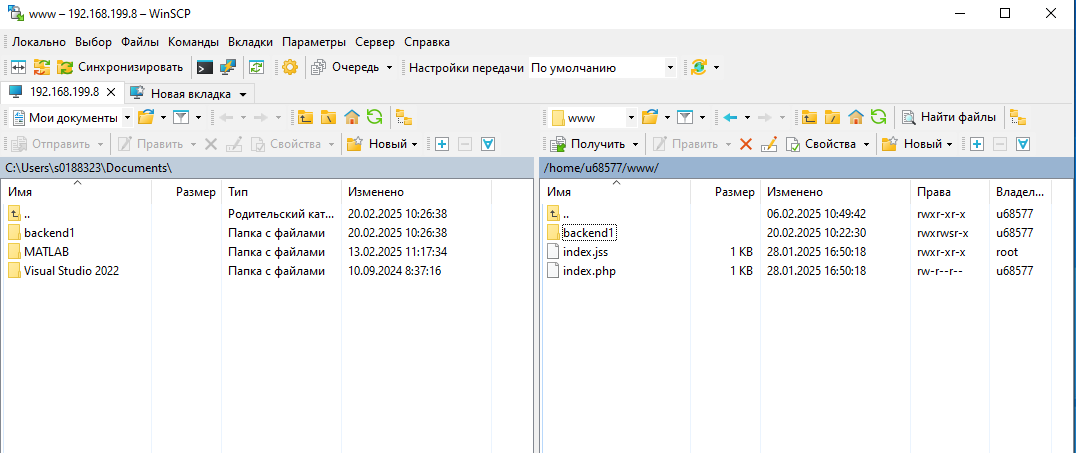 www – 192.168.199.8 – WinSCP
Локально Выбор Файлы Команды Вкладки Параметры Сервер Справка
Синхронизировать Очередь Настройки передачи По умолчанию
192.168.199.8 Новая вкладка
Мои документы www Найти файлы
Отправить Править Свойства Новый Получить Править Свойства Новый
C:\Users\s0188323\Documents\ /home/u68577/www/
Имя Размер Тип Изменено Имя Размер Изменено Права Владел...
.. Родительский кат... 20.02.2025 10:26:38 .. 06.02.2025 10:49:42 rwxr-xr-x u68577
backend1 Папка с файлами 20.02.2025 10:26:38 backend1 20.02.2025 10:22:30 rwxrwsr-x u68577
MATLAB Папка с файлами 13.02.2025 11:17:34 index.jss 1 KB 28.01.2025 16:50:18 rwxr-xr-x root
Visual Studio 2022 Папка с файлами 10.09.2024 8:37:16 index.php 1 KB 28.01.2025 16:50:18 rw-r--r-- u68577